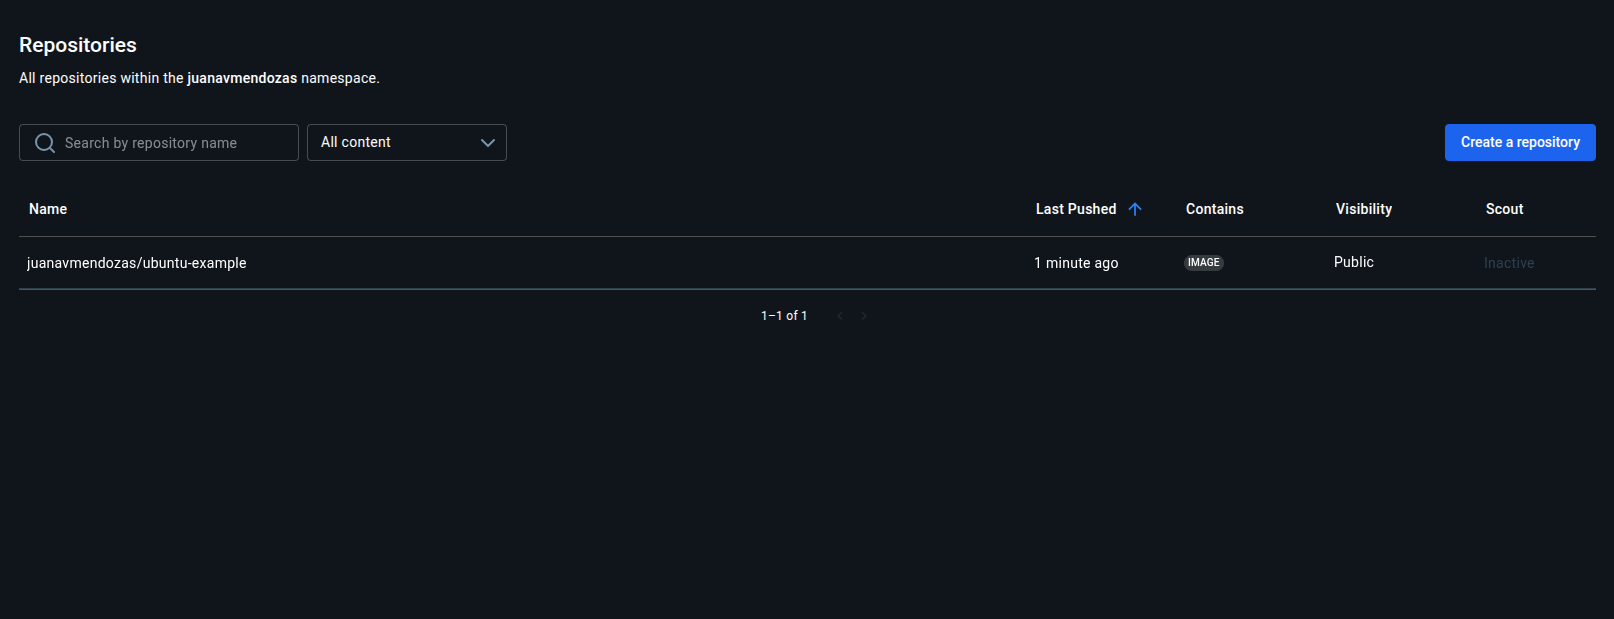 Repositories
All repositories within the juanavmendozas namespace.
Search by repository name
All content
Create a repository
Name Last Pushed Contains Visibility Scout
juanavmendozas/ubuntu-example 1 minute ago IMAGE Public Inactive
1–1 of 1